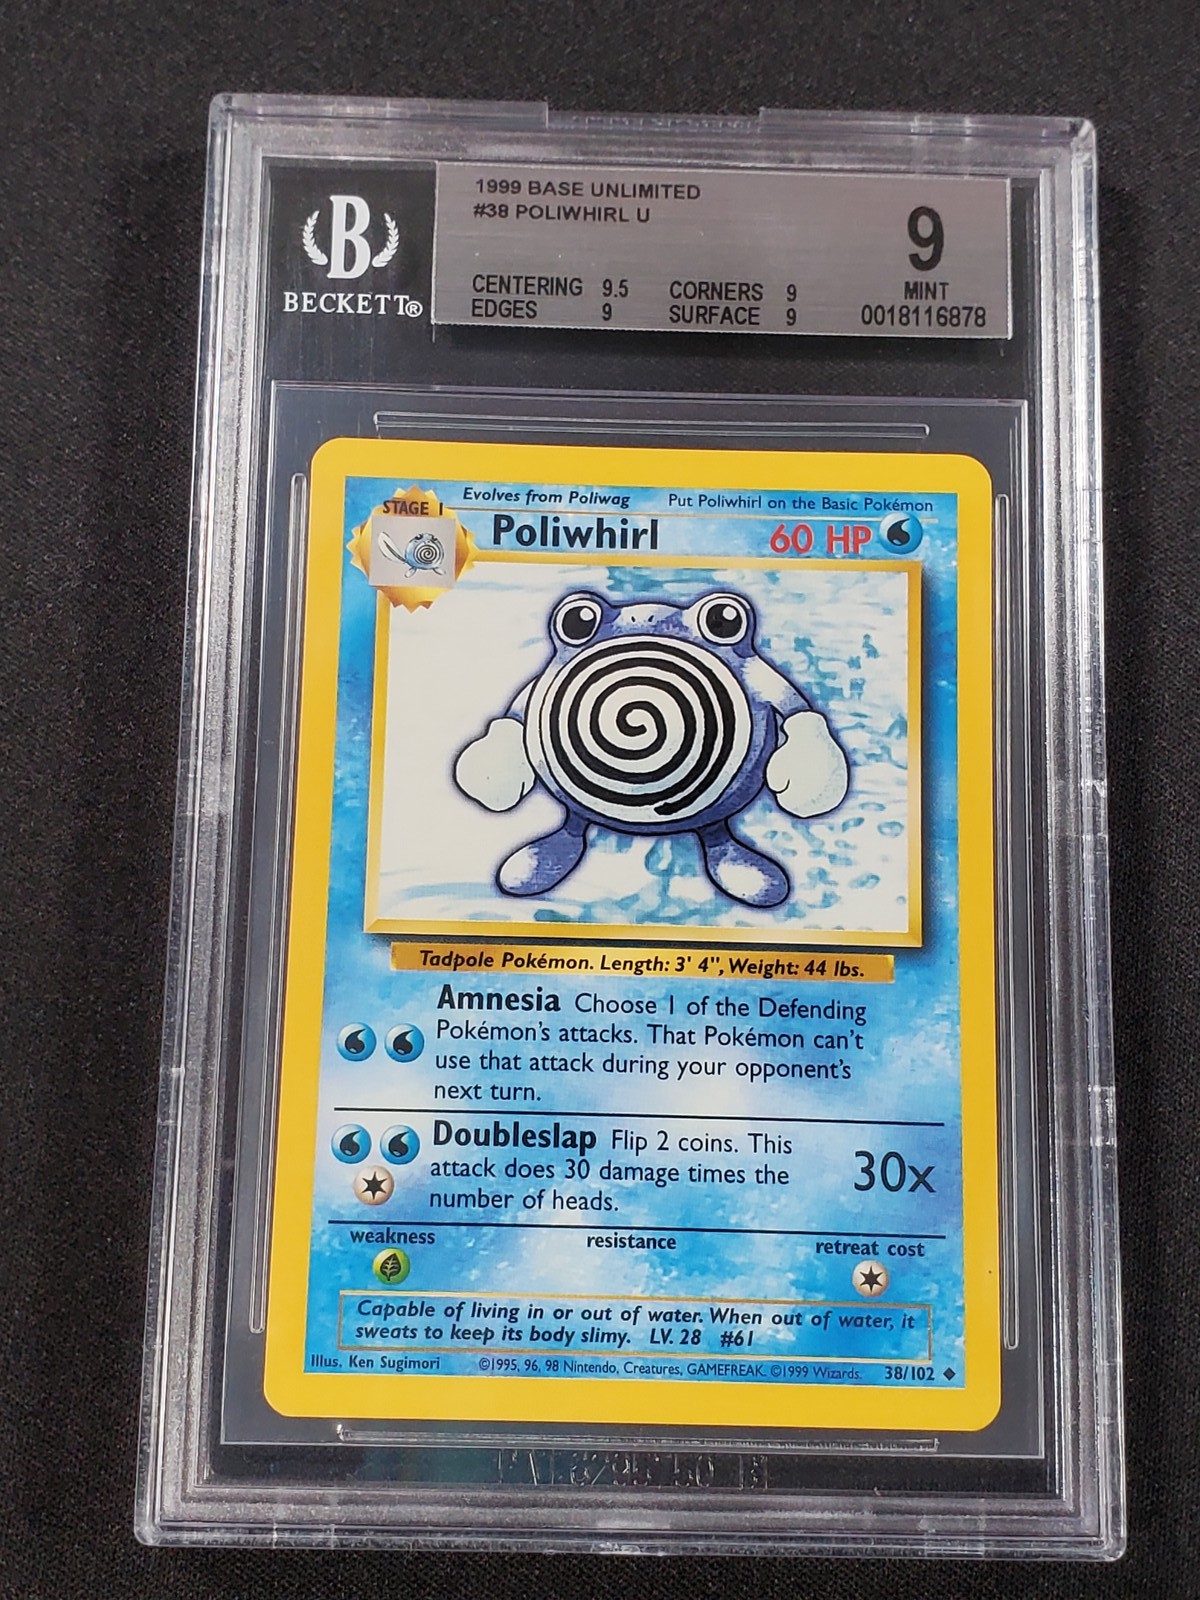 B
BECKETT®
1999 BASE UNLIMITED
#38 POLIWHIRL U
CENTERING 9.5 CORNERS 9
EDGES 9 SURFACE 9
9
MINT
0018116878
STAGE 1
Evolves from Poliwag Put Poliwhirl on the Basic Pokémon
Poliwhirl 60 HP
Tadpole Pokémon. Length: 3' 4", Weight: 44 lbs.
Amnesia Choose 1 of the Defending
Pokémon's attacks. That Pokémon can't
use that attack during your opponent's
next turn.
Doubleslap Flip 2 coins. This
attack does 30 damage times the
number of heads.
30x
weakness resistance retreat cost
Capable of living in or out of water. When out of water, it
sweats to keep its body slimy. LV. 28 #61
Illus. Ken Sugimori ©1995, 96, 98 Nintendo, Creatures, GAMEFREAK. ©1999 Wizards. 38/102